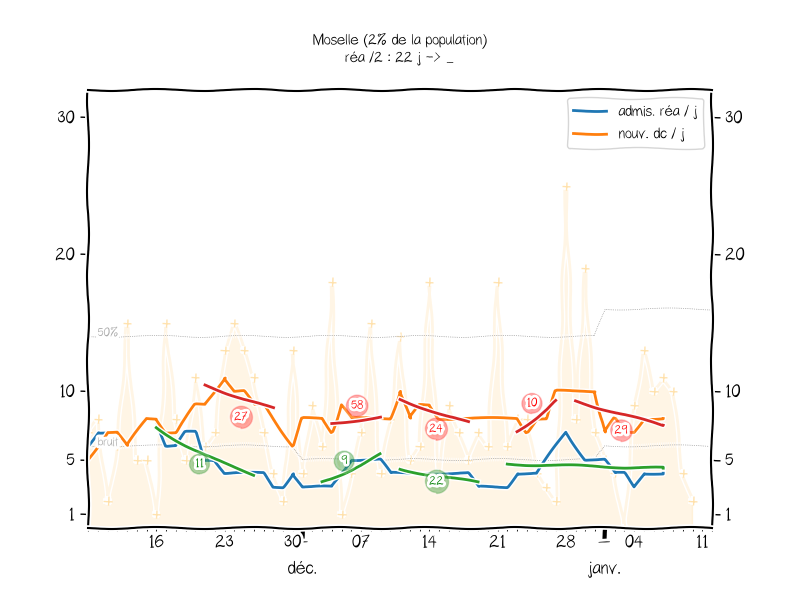 Moselle (2% de la population)
réa /2 : 22 j -> _
admis. réa / j
nouv. dc / j
30 30
20 20
50%
10 10
58 10
27 24 29
bruit
9
11 22
5 5
1 1
16 23 30 07 14 21 28 04 11
déc. janv.